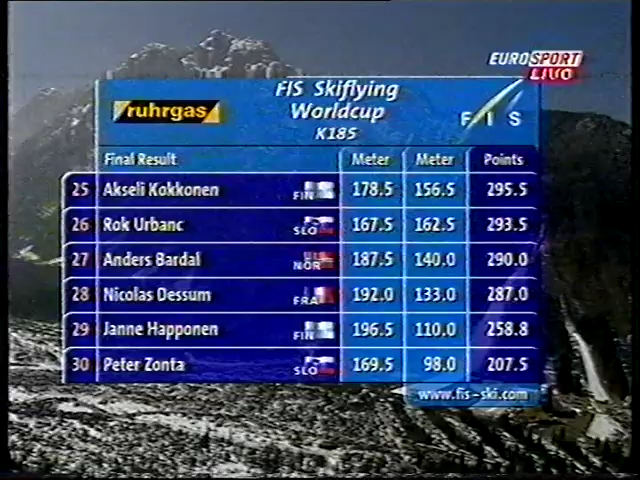 EUROSPORT
LIVE
FIS Skiflying
Worldcup
K185
ruhrgas
FIS
Final Result Meter Meter Points
25 Akseli Kokkonen FIN 178.5 156.5 295.5
26 Rok Urbanc SLO 167.5 162.5 293.5
27 Anders Bardal NOR 187.5 140.0 290.0
28 Nicolas Dessum FRA 192.0 133.0 287.0
29 Janne Happonen FIN 196.5 110.0 258.8
30 Peter Zonta SLO 169.5 98.0 207.5
www.fis-ski.com